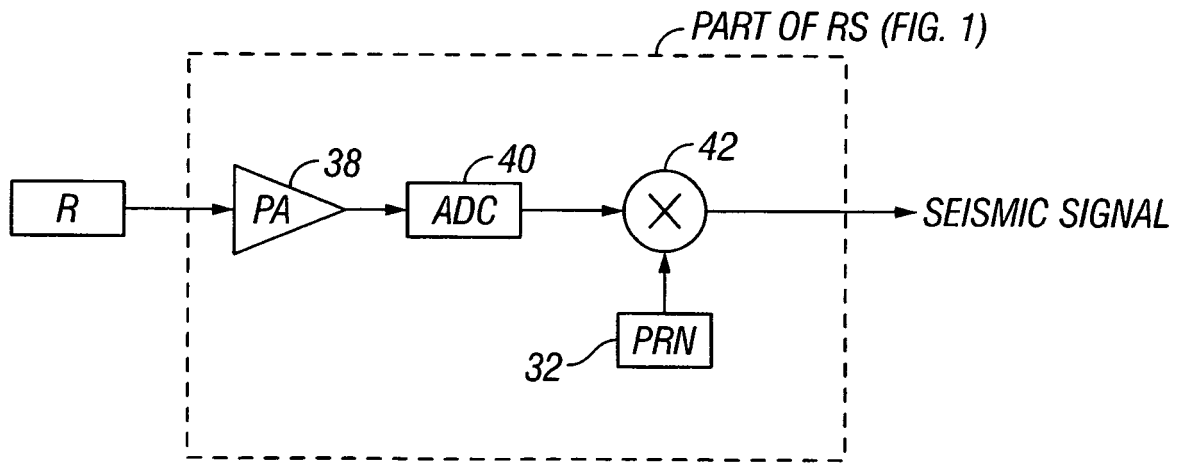 PART OF RS (FIG. 1)
38
40
42
R
PA
ADC
SEISMIC SIGNAL
PRN
32